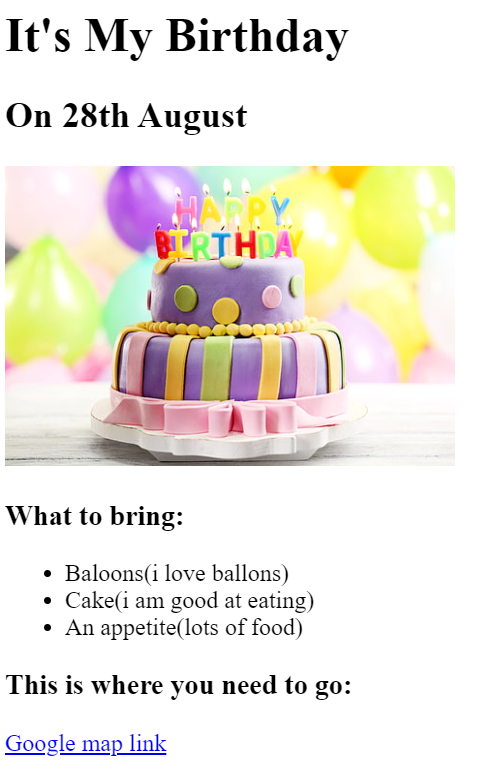 It's My Birthday
On 28th August
HAPPY
BIRTHDAY
What to bring:
Baloons(i love ballons)
Cake(i am good at eating)
An appetite(lots of food)
This is where you need to go:
Google map link